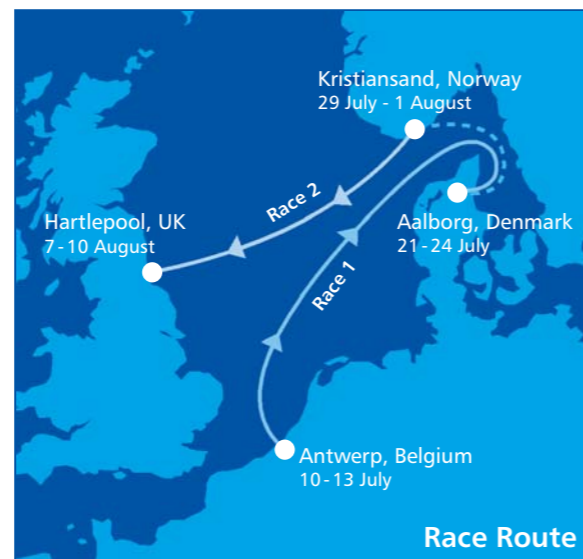 Kristiansand, Norway
29 July - 1 August
Race 2
Hartlepool, UK
7 - 10 August
Aalborg, Denmark
21 - 24 July
Race 1
Antwerp, Belgium
10 - 13 July
Race Route